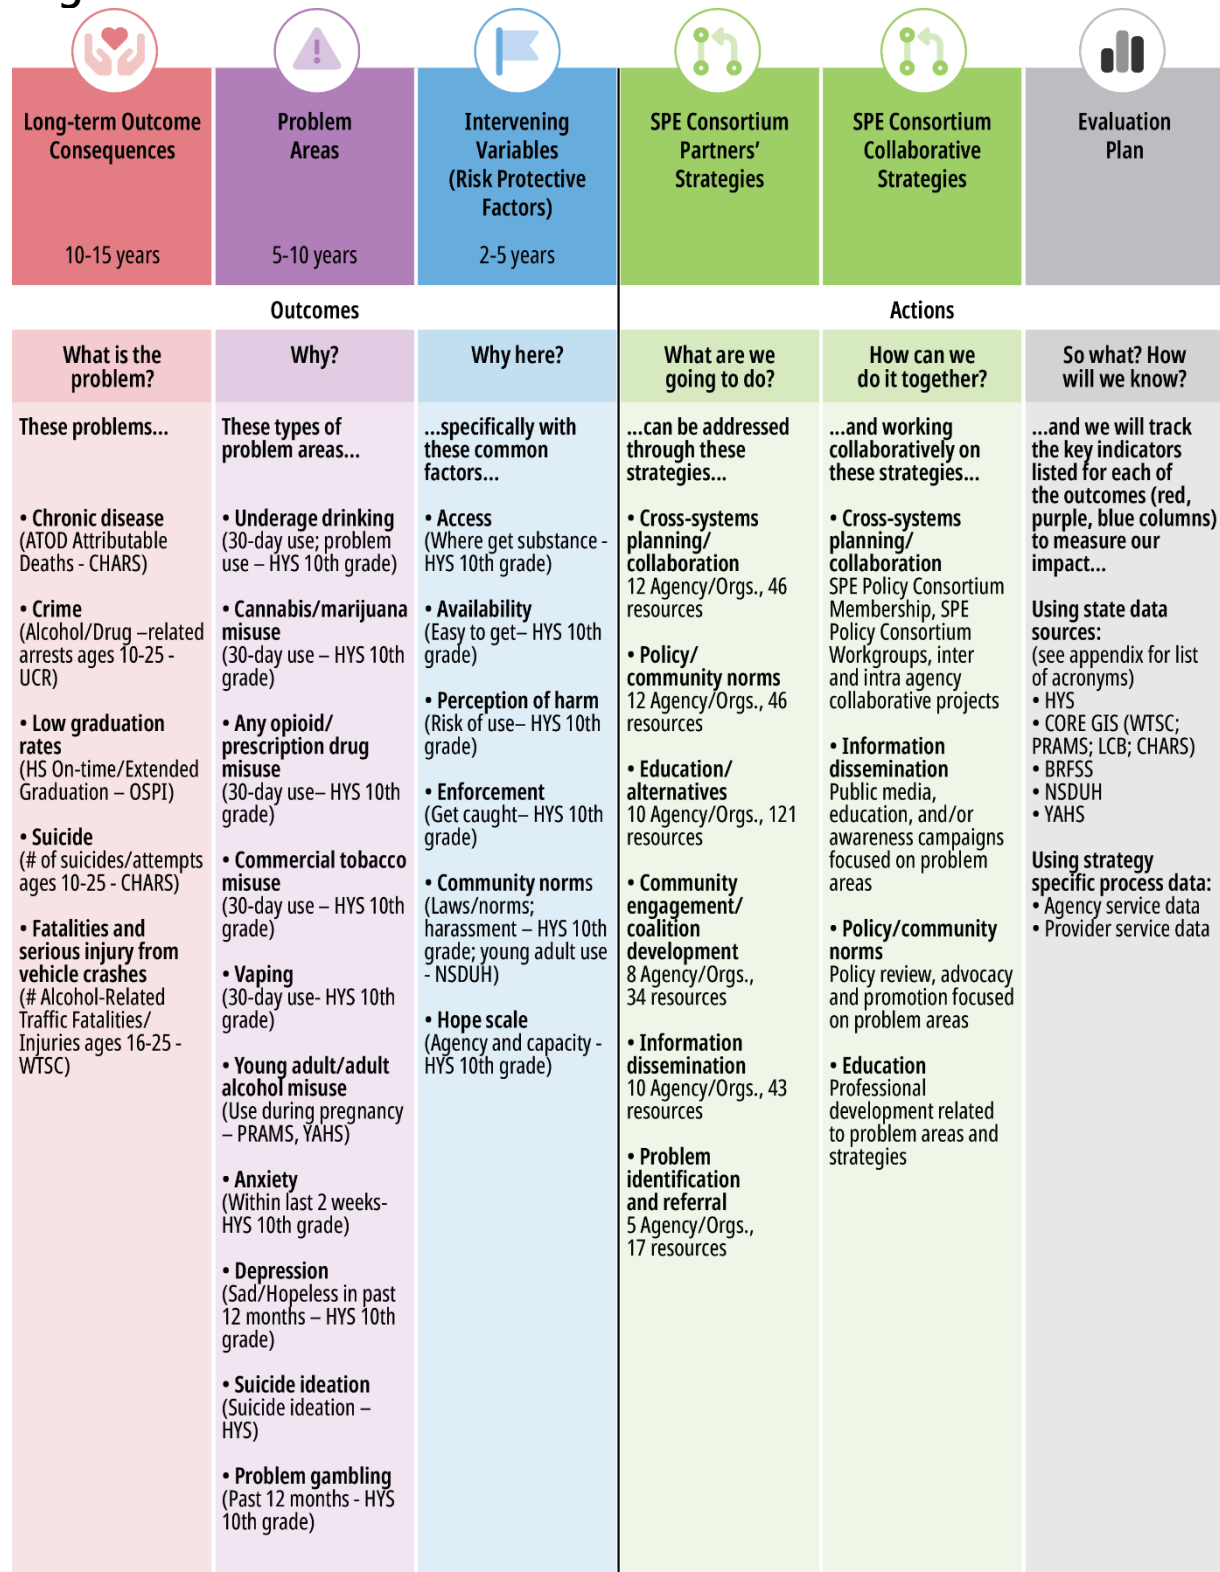 Long-term Outcome
Consequences
10-15 years
Problem
Areas
5-10 years
Intervening
Variables
(Risk Protective
Factors)
2-5 years
SPE Consortium
Partners’
Strategies
SPE Consortium
Collaborative
Strategies
Evaluation
Plan
Outcomes
Actions
What is the
problem?
These problems...
• Chronic disease
(ATOD Attributable
Deaths - CHARS)
• Crime
(Alcohol/Drug –related
arrests ages 10-25 -
UCR)
• Low graduation
rates
(HS On-time/Extended
Graduation – OSPI)
• Suicide
(# of suicides/attempts
ages 10-25 - CHARS)
• Fatalities and
serious injury from
vehicle crashes
(# Alcohol-Related
Traffic Fatalities/
Injuries ages 16-25 -
WTSC)
Why?
These types of
problem areas...
• Underage drinking
(30-day use; problem
use – HYS 10th grade)
• Cannabis/marijuana
misuse
(30-day use – HYS 10th
grade)
• Any opioid/
prescription drug
misuse
(30-day use– HYS 10th
grade)
• Commercial tobacco
misuse
(30-day use – HYS 10th
grade)
• Vaping
(30-day use- HYS 10th
grade)
• Young adult/adult
alcohol misuse
(Use during pregnancy
– PRAMS, YAHS)
• Anxiety
(Within last 2 weeks-
HYS 10th grade)
• Depression
(Sad/Hopeless in past
12 months – HYS 10th
grade)
• Suicide ideation
(Suicide ideation –
HYS)
• Problem gambling
(Past 12 months - HYS
10th grade)
Why here?
...specifically with
these common
factors...
• Access
(Where get substance -
HYS 10th grade)
• Availability
(Easy to get– HYS 10th
grade)
• Perception of harm
(Risk of use– HYS 10th
grade)
• Enforcement
(Get caught– HYS 10th
grade)
• Community norms
(Laws/norms;
harassment – HYS 10th
grade; young adult use
- NSDUH)
• Hope scale
(Agency and capacity -
HYS 10th grade)
What are we
going to do?
...can be addressed
through these
strategies...
• Cross-systems
planning/
collaboration
12 Agency/Orgs., 46
resources
• Policy/
community norms
12 Agency/Orgs., 46
resources
• Education/
alternatives
10 Agency/Orgs., 121
resources
• Community
engagement/
coalition
development
8 Agency/Orgs.,
34 resources
• Information
dissemination
10 Agency/Orgs., 43
resources
• Problem
identification
and referral
5 Agency/Orgs.,
17 resources
How can we
do it together?
...and working
collaboratively on
these strategies...
• Cross-systems
planning/
collaboration
SPE Policy Consortium
Membership, SPE
Policy Consortium
Workgroups, inter
and intra agency
collaborative projects
• Information
dissemination
Public media,
education, and/or
awareness campaigns
focused on problem
areas
• Policy/community
norms
Policy review, advocacy
and promotion focused
on problem areas
• Education
Professional
development related
to problem areas and
strategies
So what? How
will we know?
...and we will track
the key indicators
listed for each of
the outcomes (red,
purple, blue columns)
to measure our
impact...
Using state data
sources:
(see appendix for list
of acronyms)
• HYS
• CORE GIS (WTSC;
PRAMS; LCB; CHARS)
• BRFSS
• NSDUH
• YAHS
Using strategy
specific process data:
• Agency service data
• Provider service data